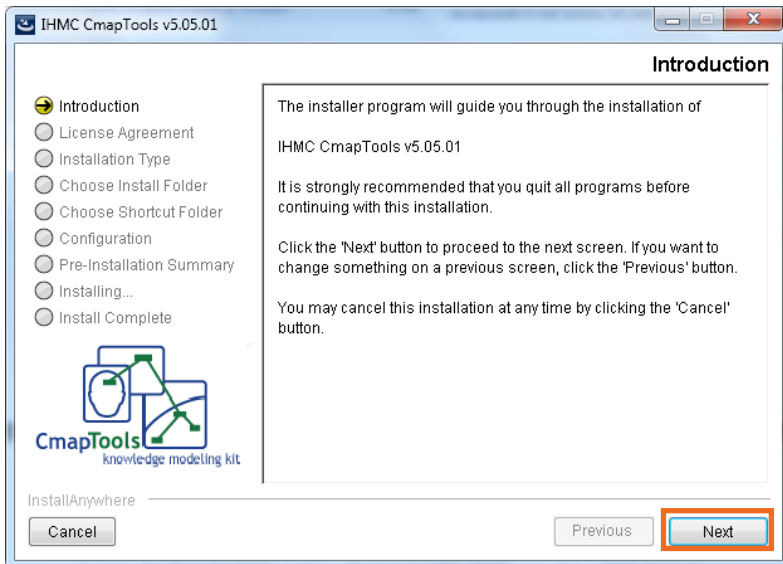 IHMC CmapTools v5.05.01
Introduction
Introduction
License Agreement
Installation Type
Choose Install Folder
Choose Shortcut Folder
Configuration
Pre-Installation Summary
Installing...
Install Complete
The installer program will guide you through the installation of
IHMC CmapTools v5.05.01
It is strongly recommended that you quit all programs before
continuing with this installation.
Click the 'Next' button to proceed to the next screen. If you want to
change something on a previous screen, click the 'Previous' button.
You may cancel this installation at any time by clicking the 'Cancel'
button.
CmapTools
knowledge modeling kit
InstallAnywhere
Cancel
Previous
Next